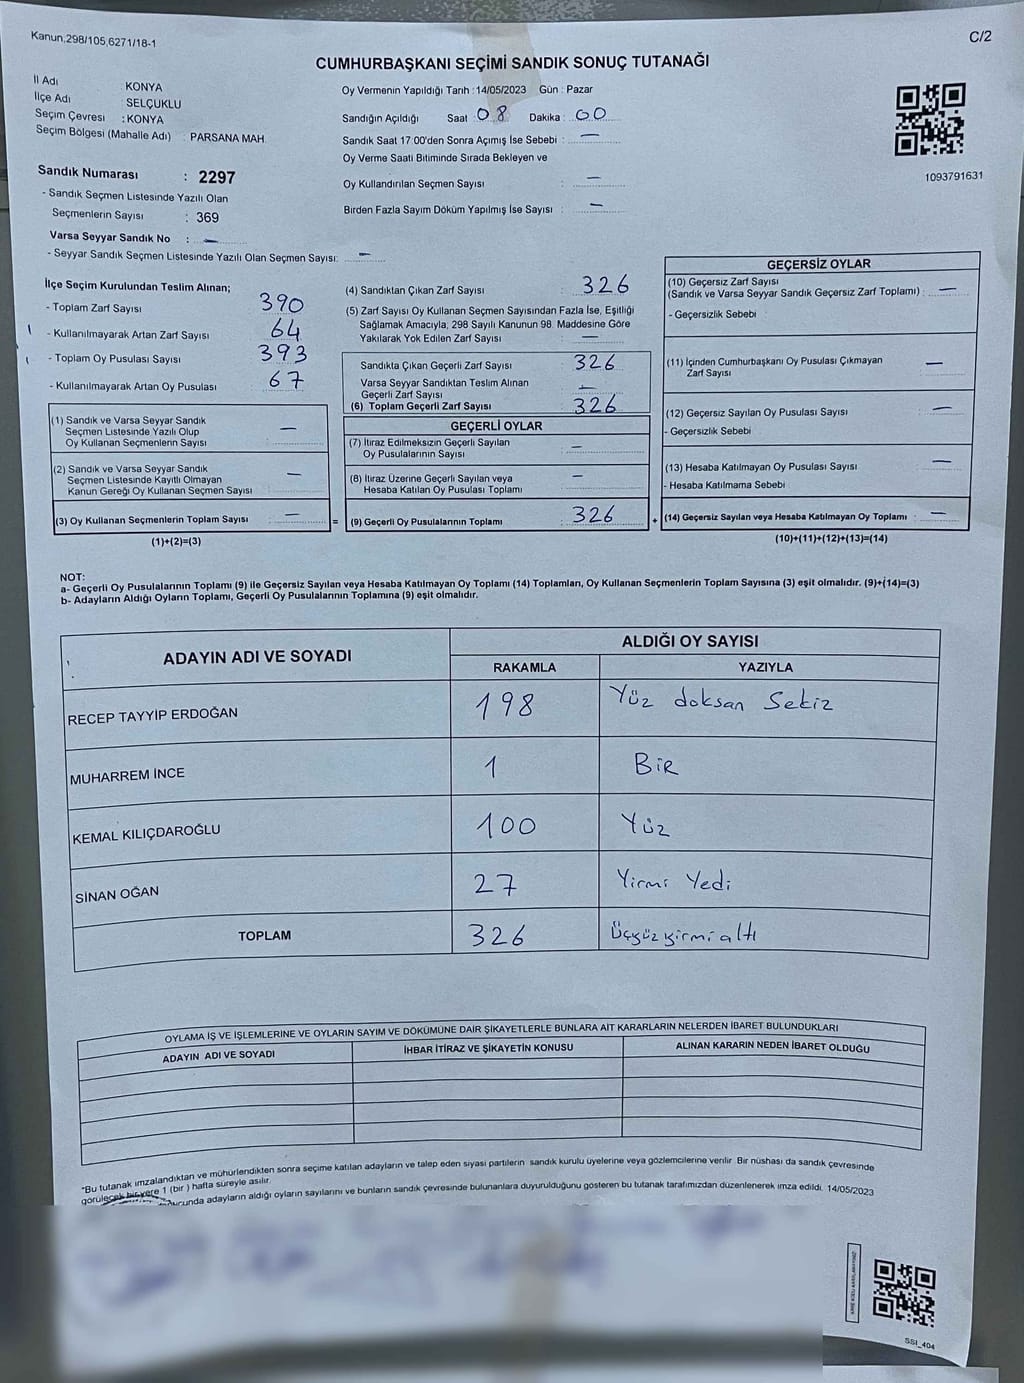 Kanun;298/105,6271/18-1
C/2
CUMHURBAŞKANI SEÇİMİ SANDIK SONUÇ TUTANAĞI
İl Adı : KONYA
İlçe Adı : SELÇUKLU
Seçim Çevresi : KONYA
Seçim Bölgesi (Mahalle Adı) : PARSANA MAH.
Sandık Numarası : 2297
- Sandık Seçmen Listesinde Yazılı Olan
Seçmenlerin Sayısı : 369
Varsa Seyyar Sandık No : —
- Seyyar Sandık Seçmen Listesinde Yazılı Olan Seçmen Sayısı: —
Oy Vermenin Yapıldığı Tarih : 14/05/2023 Gün : Pazar
Sandığın Açıldığı Saat : 08 Dakika : 00
Sandık Saat 17:00'den Sonra Açımış İse Sebebi : —
Oy Verme Saati Bitiminde Sırada Bekleyen ve
Oy Kullandırılan Seçmen Sayısı : —
Birden Fazla Sayım Döküm Yapılmış İse Sayısı : —
1093791631
İlçe Seçim Kurulundan Teslim Alınan;
- Toplam Zarf Sayısı 390
- Kullanılmayarak Artan Zarf Sayısı 64
- Toplam Oy Pusulası Sayısı 393
- Kullanılmayarak Artan Oy Pusulası 67
(1) Sandık ve Varsa Seyyar Sandık
Seçmen Listesinde Yazılı Olup
Oy Kullanan Seçmenlerin Sayısı : —
(2) Sandık ve Varsa Seyyar Sandık
Seçmen Listesinde Kayıtlı Olmayan
Kanun Gereği Oy Kullanan Seçmen Sayısı : —
(3) Oy Kullanan Seçmenlerin Toplam Sayısı : —
(1)+(2)=(3)
=
(4) Sandıktan Çıkan Zarf Sayısı : 326
(5) Zarf Sayısı Oy Kullanan Seçmen Sayısından Fazla İse, Eşitliği
Sağlamak Amacıyla, 298 Sayılı Kanunun 98. Maddesine Göre
Yakılarak Yok Edilen Zarf Sayısı : —
Sandıkta Çıkan Geçerli Zarf Sayısı : 326
Varsa Seyyar Sandıktan Teslim Alınan
Geçerli Zarf Sayısı : —
(6) Toplam Geçerli Zarf Sayısı : 326
GEÇERLİ OYLAR
(7) İtiraz Edilmeksizin Geçerli Sayılan
Oy Pusulalarının Sayısı : —
(8) İtiraz Üzerine Geçerli Sayılan veya
Hesaba Katılan Oy Pusulası Toplamı : —
(9) Geçerli Oy Pusulalarının Toplamı : 326
+
GEÇERSİZ OYLAR
(10) Geçersiz Zarf Sayısı
(Sandık ve Varsa Seyyar Sandık Geçersiz Zarf Toplamı) : —
- Geçersizlik Sebebi :
(11) İçinden Cumhurbaşkanı Oy Pusulası Çıkmayan
Zarf Sayısı : —
(12) Geçersiz Sayılan Oy Pusulası Sayısı : —
- Geçersizlik Sebebi
(13) Hesaba Katılmayan Oy Pusulası Sayısı : —
- Hesaba Katılmama Sebebi
(14) Geçersiz Sayılan veya Hesaba Katılmayan Oy Toplamı : —
(10)+(11)+(12)+(13)=(14)
NOT:
a- Geçerli Oy Pusulalarının Toplamı (9) ile Geçersiz Sayılan veya Hesaba Katılmayan Oy Toplamı (14) Toplamları, Oy Kullanan Seçmenlerin Toplam Sayısına (3) eşit olmalıdır. (9)+(14)=(3)
b- Adayların Aldığı Oyların Toplamı, Geçerli Oy Pusulalarının Toplamına (9) eşit olmalıdır.
ADAYIN ADI VE SOYADI
ALDIĞI OY SAYISI
RAKAMLA YAZIYLA
RECEP TAYYİP ERDOĞAN 198 Yüz doksan Sekiz
MUHARREM İNCE 1 BİR
KEMAL KILIÇDAROĞLU 100 Yüz
SİNAN OĞAN 27 Yirmi Yedi
TOPLAM 326 Üçyüz yirmi altı
OYLAMA İŞ VE İŞLEMLERİNE VE OYLARIN SAYIM VE DÖKÜMÜNE DAİR ŞİKAYETLERLE BUNLARA AİT KARARLARIN NELERDEN İBARET BULUNDUKLARI
ADAYIN ADI VE SOYADI İHBAR İTİRAZ VE ŞİKAYETİN KONUSU ALINAN KARARIN NEDEN İBARET OLDUĞU
"Bu tutanak imzalandıktan ve mühürlendikten sonra seçime katılan adayların ve talep eden siyasi partilerin sandık kurulu üyelerine veya gözlemcilerine verilir. Bir nüshası da sandık çevresinde
görülecek bir yere 1 (bir) hafta süreyle asılır.
adayların aldığı oyların sayılarını ve bunların sandık çevresinde bulunanlara duyurulduğunu gösteren bu tutanak tarafımızdan düzenlenerek imza edildi. 14/05/2023
SSI_404